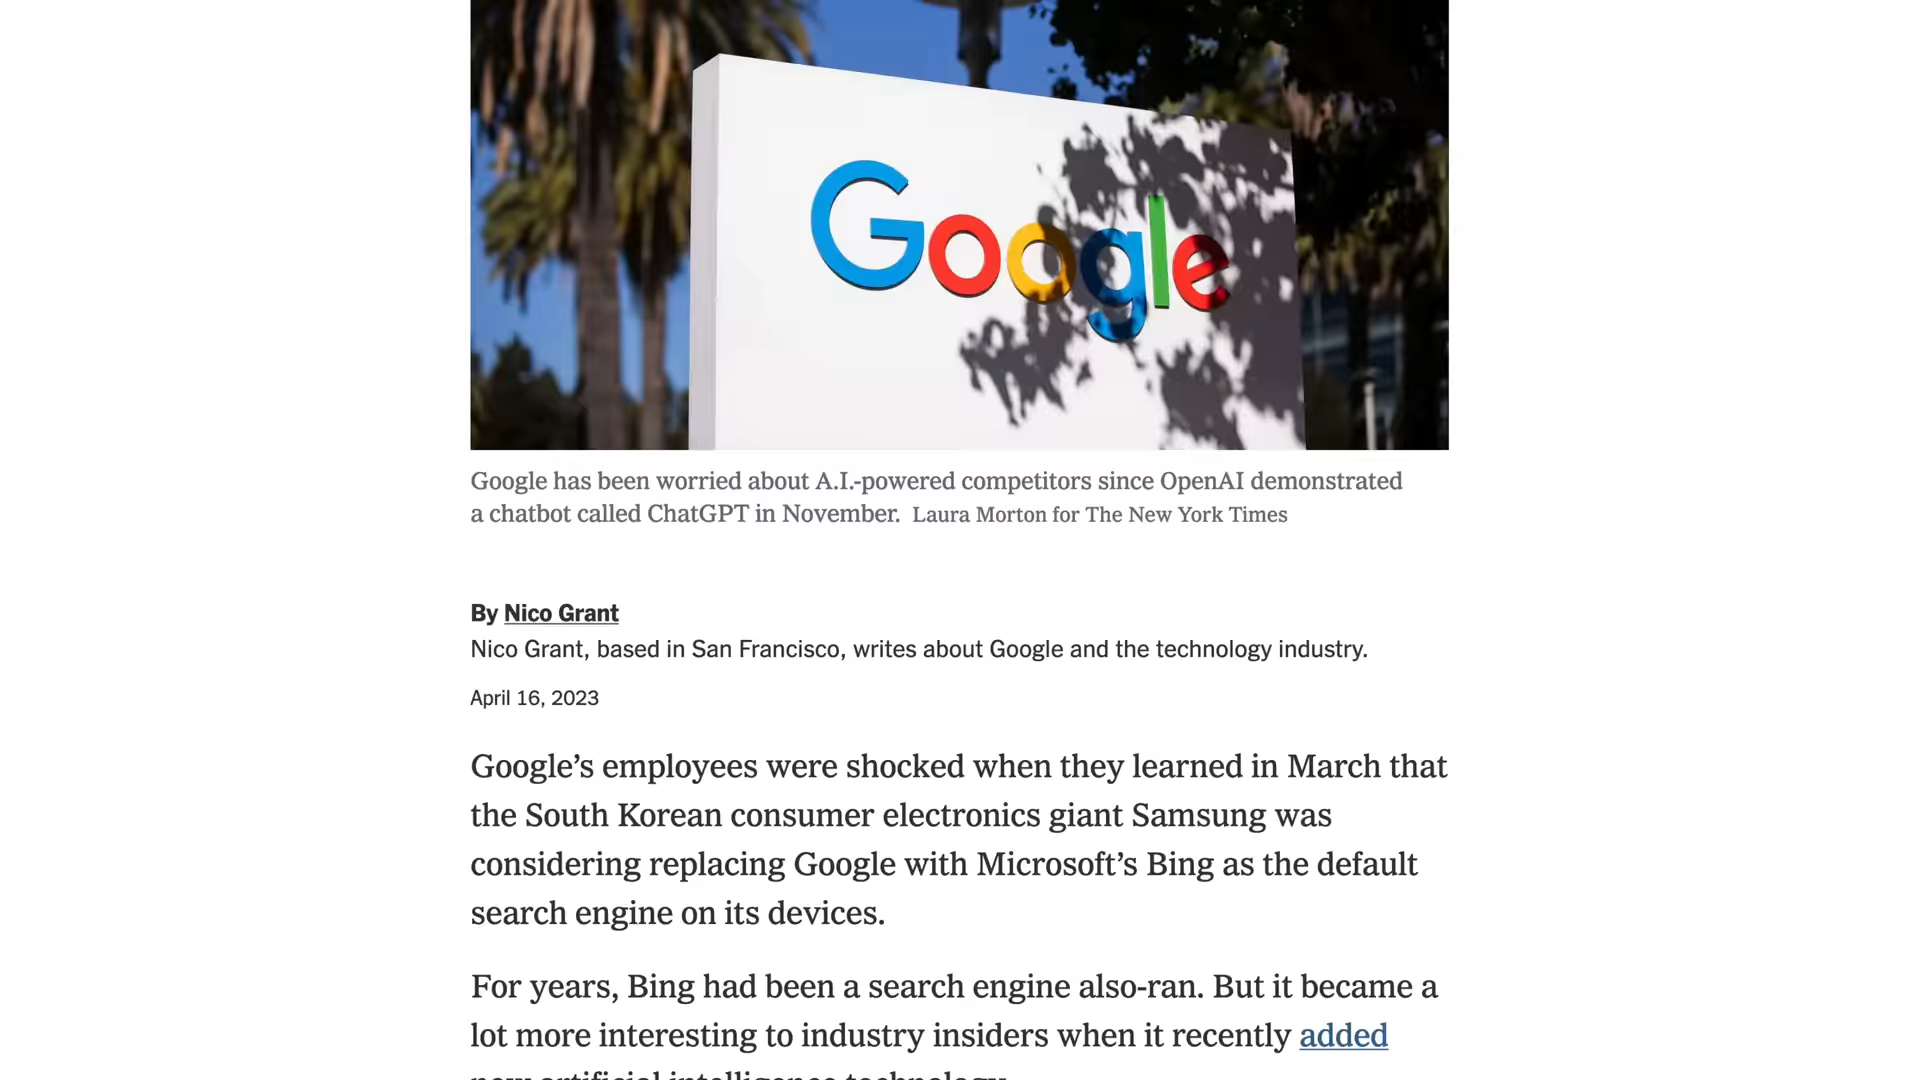 Google
Google has been worried about A.I.-powered competitors since OpenAI demonstrated
a chatbot called ChatGPT in November. Laura Morton for The New York Times
By Nico Grant
Nico Grant, based in San Francisco, writes about Google and the technology industry.
April 16, 2023
Google’s employees were shocked when they learned in March that
the South Korean consumer electronics giant Samsung was
considering replacing Google with Microsoft’s Bing as the default
search engine on its devices.
For years, Bing had been a search engine also-ran. But it became a
lot more interesting to industry insiders when it recently added
new artificial intelligence technology.